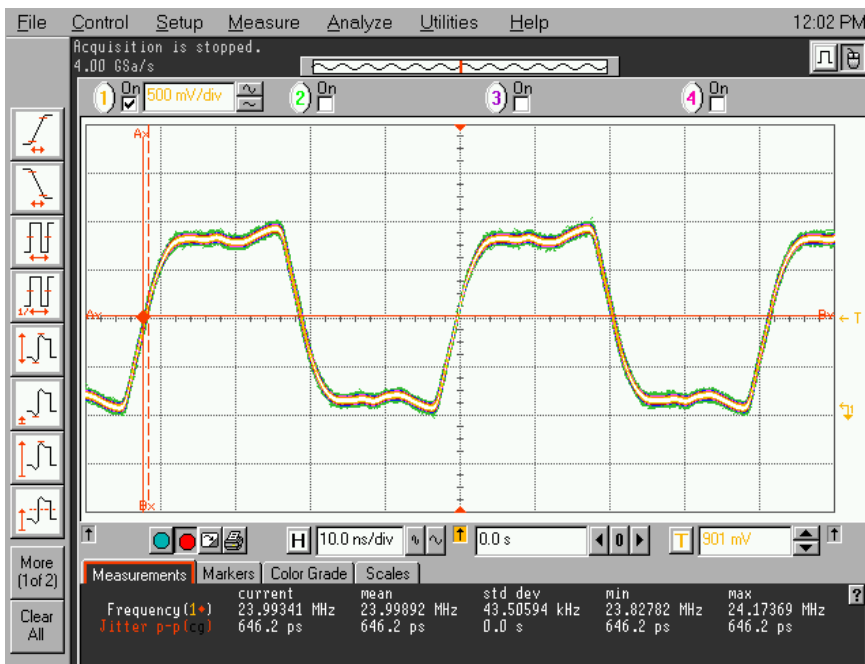 File Control Setup Measure Analyze Utilities Help 12:02 PM
Acquisition is stopped.
4.00 GSa/s
1 On 500 mV/div 2 On 3 On 4 On
Ax
Ax Bx T
1
Bx
H 10.0 ns/div 0.0 s 0 T 901 mV
More
(1of 2)
Clear
All
Measurements Markers Color Grade Scales
current mean std dev min max
Frequency(1) 23.99341 MHz 23.99892 MHz 43.50594 kHz 23.82782 MHz 24.17369 MHz
Jitter p-p(cg) 646.2 ps 646.2 ps 0.0 s 646.2 ps 646.2 ps
?
1/